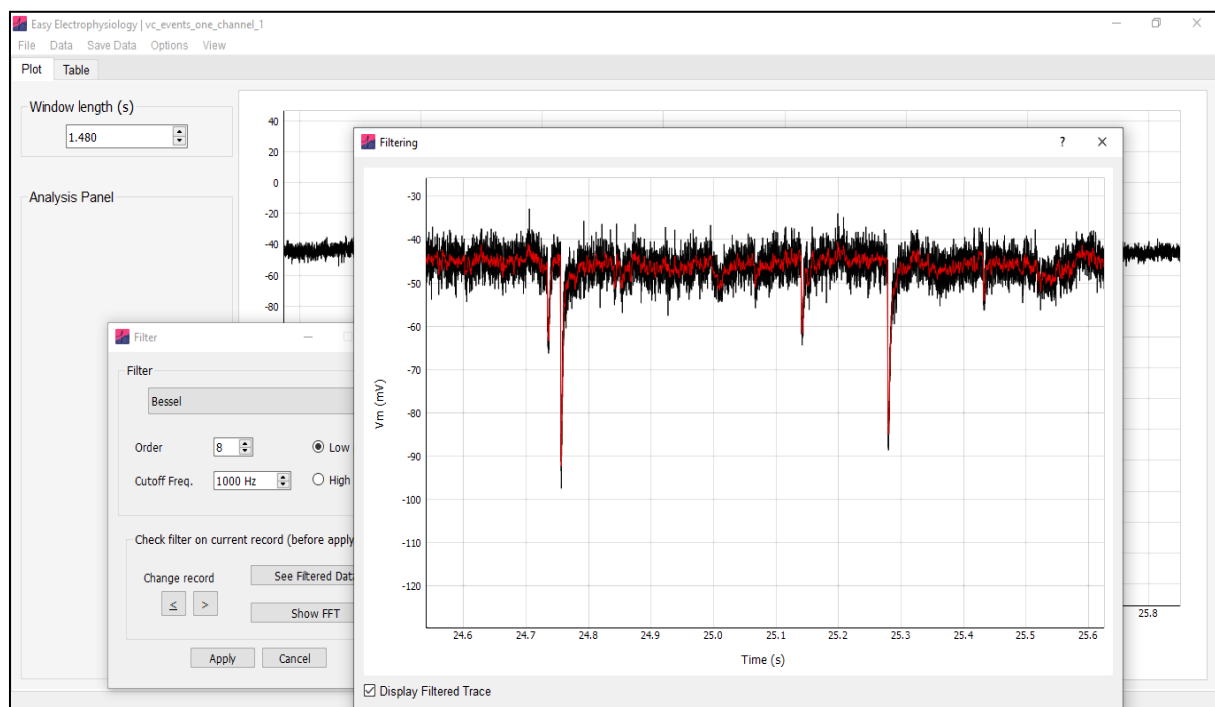 Easy Electrophysiology | vc_events_one_channel_1
File Data Save Data Options View
Plot Table
Window length (s)
1.480
Analysis Panel
40
20
0
-20
-40
-60
-80
25.8
Filter
Filter
Bessel
Order 8 Low
Cutoff Freq. 1000 Hz High
Check filter on current record (before apply
Change record See Filtered Data
< > Show FFT
Apply Cancel
Filtering ?
-30
-40
-50
-60
-70
-80
-90
-100
-110
-120
Vm (mV)
24.6 24.7 24.8 24.9 25.0 25.1 25.2 25.3 25.4 25.5 25.6
Time (s)
Display Filtered Trace